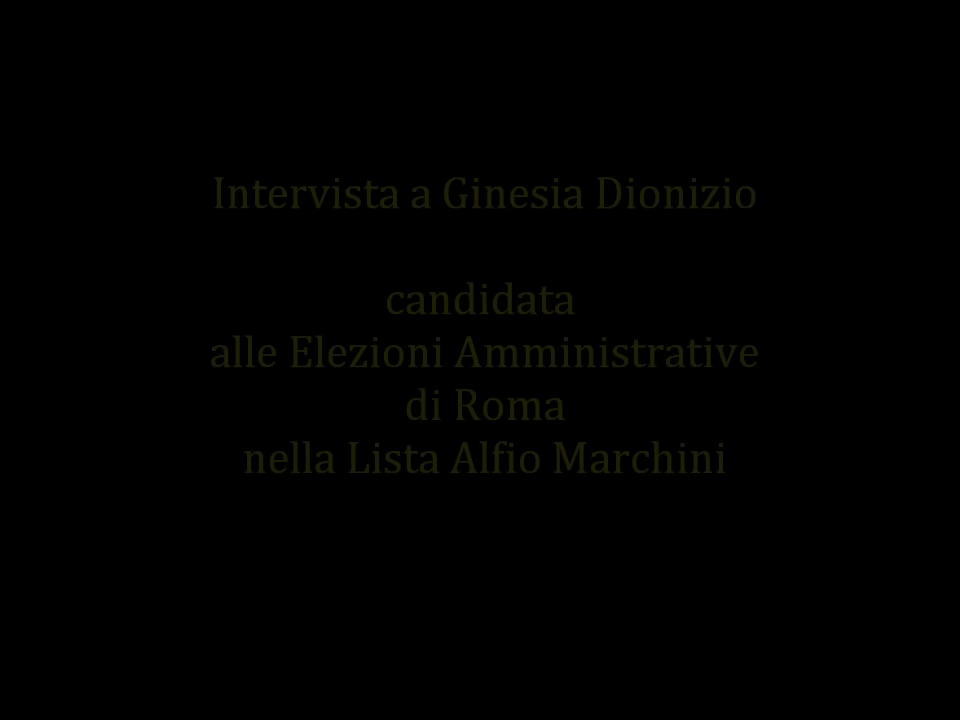 Intervista a Ginesia Dionizio
candidata
alle Elezioni Amministrative
di Roma
nella Lista Alfio Marchini